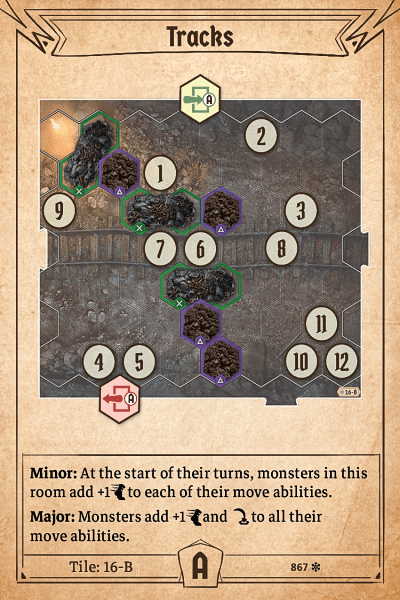 Tracks
A
2
1
9
3
7
6
8
11
4
5
10
12
A
16-B
Minor: At the start of their turns, monsters in this
room add +1 to each of their move abilities.
Major: Monsters add +1 and to all their
move abilities.
Tile: 16-B
A
867